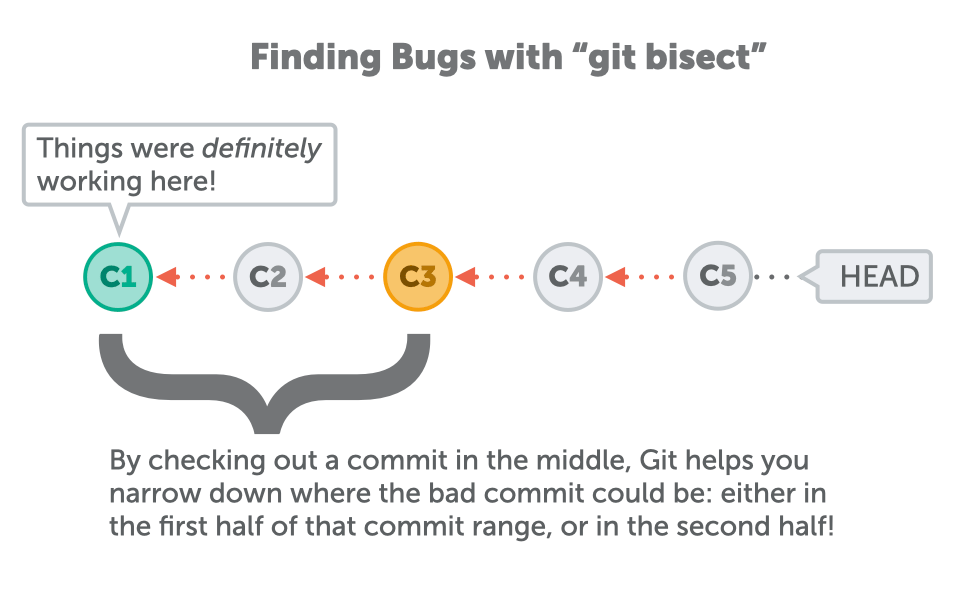 Finding Bugs with “git bisect”
Things were definitely
working here!
C1
C2
C3
C4
C5
HEAD
By checking out a commit in the middle, Git helps you
narrow down where the bad commit could be: either in
the first half of that commit range, or in the second half!